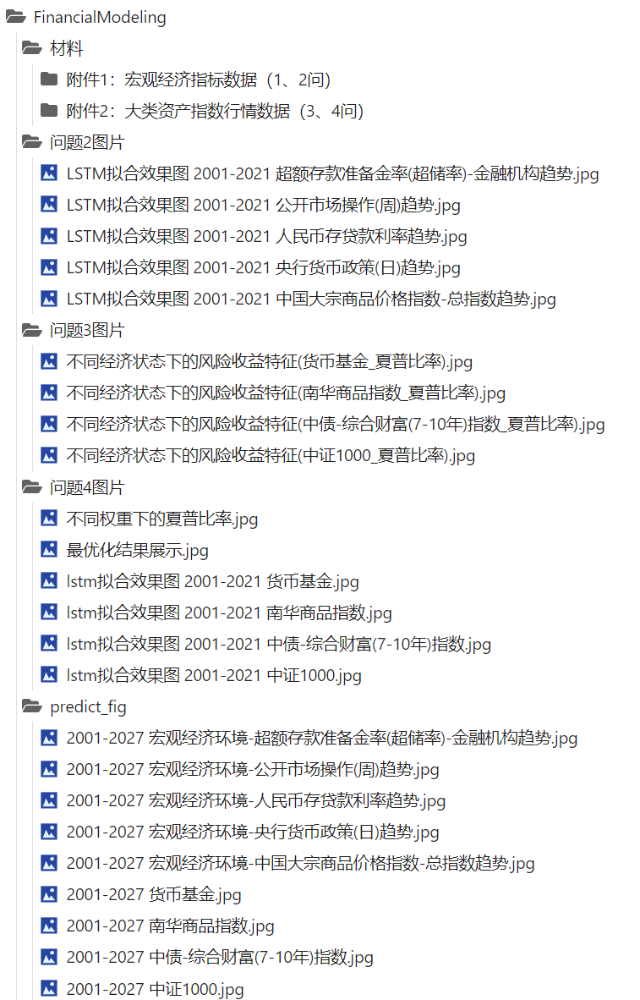 FinancialModeling
材料
附件1：宏观经济指标数据（1、2问）
附件2：大类资产指数行情数据（3、4问）
问题2图片
LSTM拟合效果图 2001-2021 超额存款准备金率(超储率)-金融机构趋势.jpg
LSTM拟合效果图 2001-2021 公开市场操作(周)趋势.jpg
LSTM拟合效果图 2001-2021 人民币存贷款利率趋势.jpg
LSTM拟合效果图 2001-2021 央行货币政策(日)趋势.jpg
LSTM拟合效果图 2001-2021 中国大宗商品价格指数-总指数趋势.jpg
问题3图片
不同经济状态下的风险收益特征(货币基金_夏普比率).jpg
不同经济状态下的风险收益特征(南华商品指数_夏普比率).jpg
不同经济状态下的风险收益特征(中债-综合财富(7-10年)指数_夏普比率).jpg
不同经济状态下的风险收益特征(中证1000_夏普比率).jpg
问题4图片
不同权重下的夏普比率.jpg
最优化结果展示.jpg
lstm拟合效果图 2001-2021 货币基金.jpg
lstm拟合效果图 2001-2021 南华商品指数.jpg
lstm拟合效果图 2001-2021 中债-综合财富(7-10年)指数.jpg
lstm拟合效果图 2001-2021 中证1000.jpg
predict_fig
2001-2027 宏观经济环境-超额存款准备金率(超储率)-金融机构趋势.jpg
2001-2027 宏观经济环境-公开市场操作(周)趋势.jpg
2001-2027 宏观经济环境-人民币存贷款利率趋势.jpg
2001-2027 宏观经济环境-央行货币政策(日)趋势.jpg
2001-2027 宏观经济环境-中国大宗商品价格指数-总指数趋势.jpg
2001-2027 货币基金.jpg
2001-2027 南华商品指数.jpg
2001-2027 中债-综合财富(7-10年)指数.jpg
2001-2027 中证1000.jpg